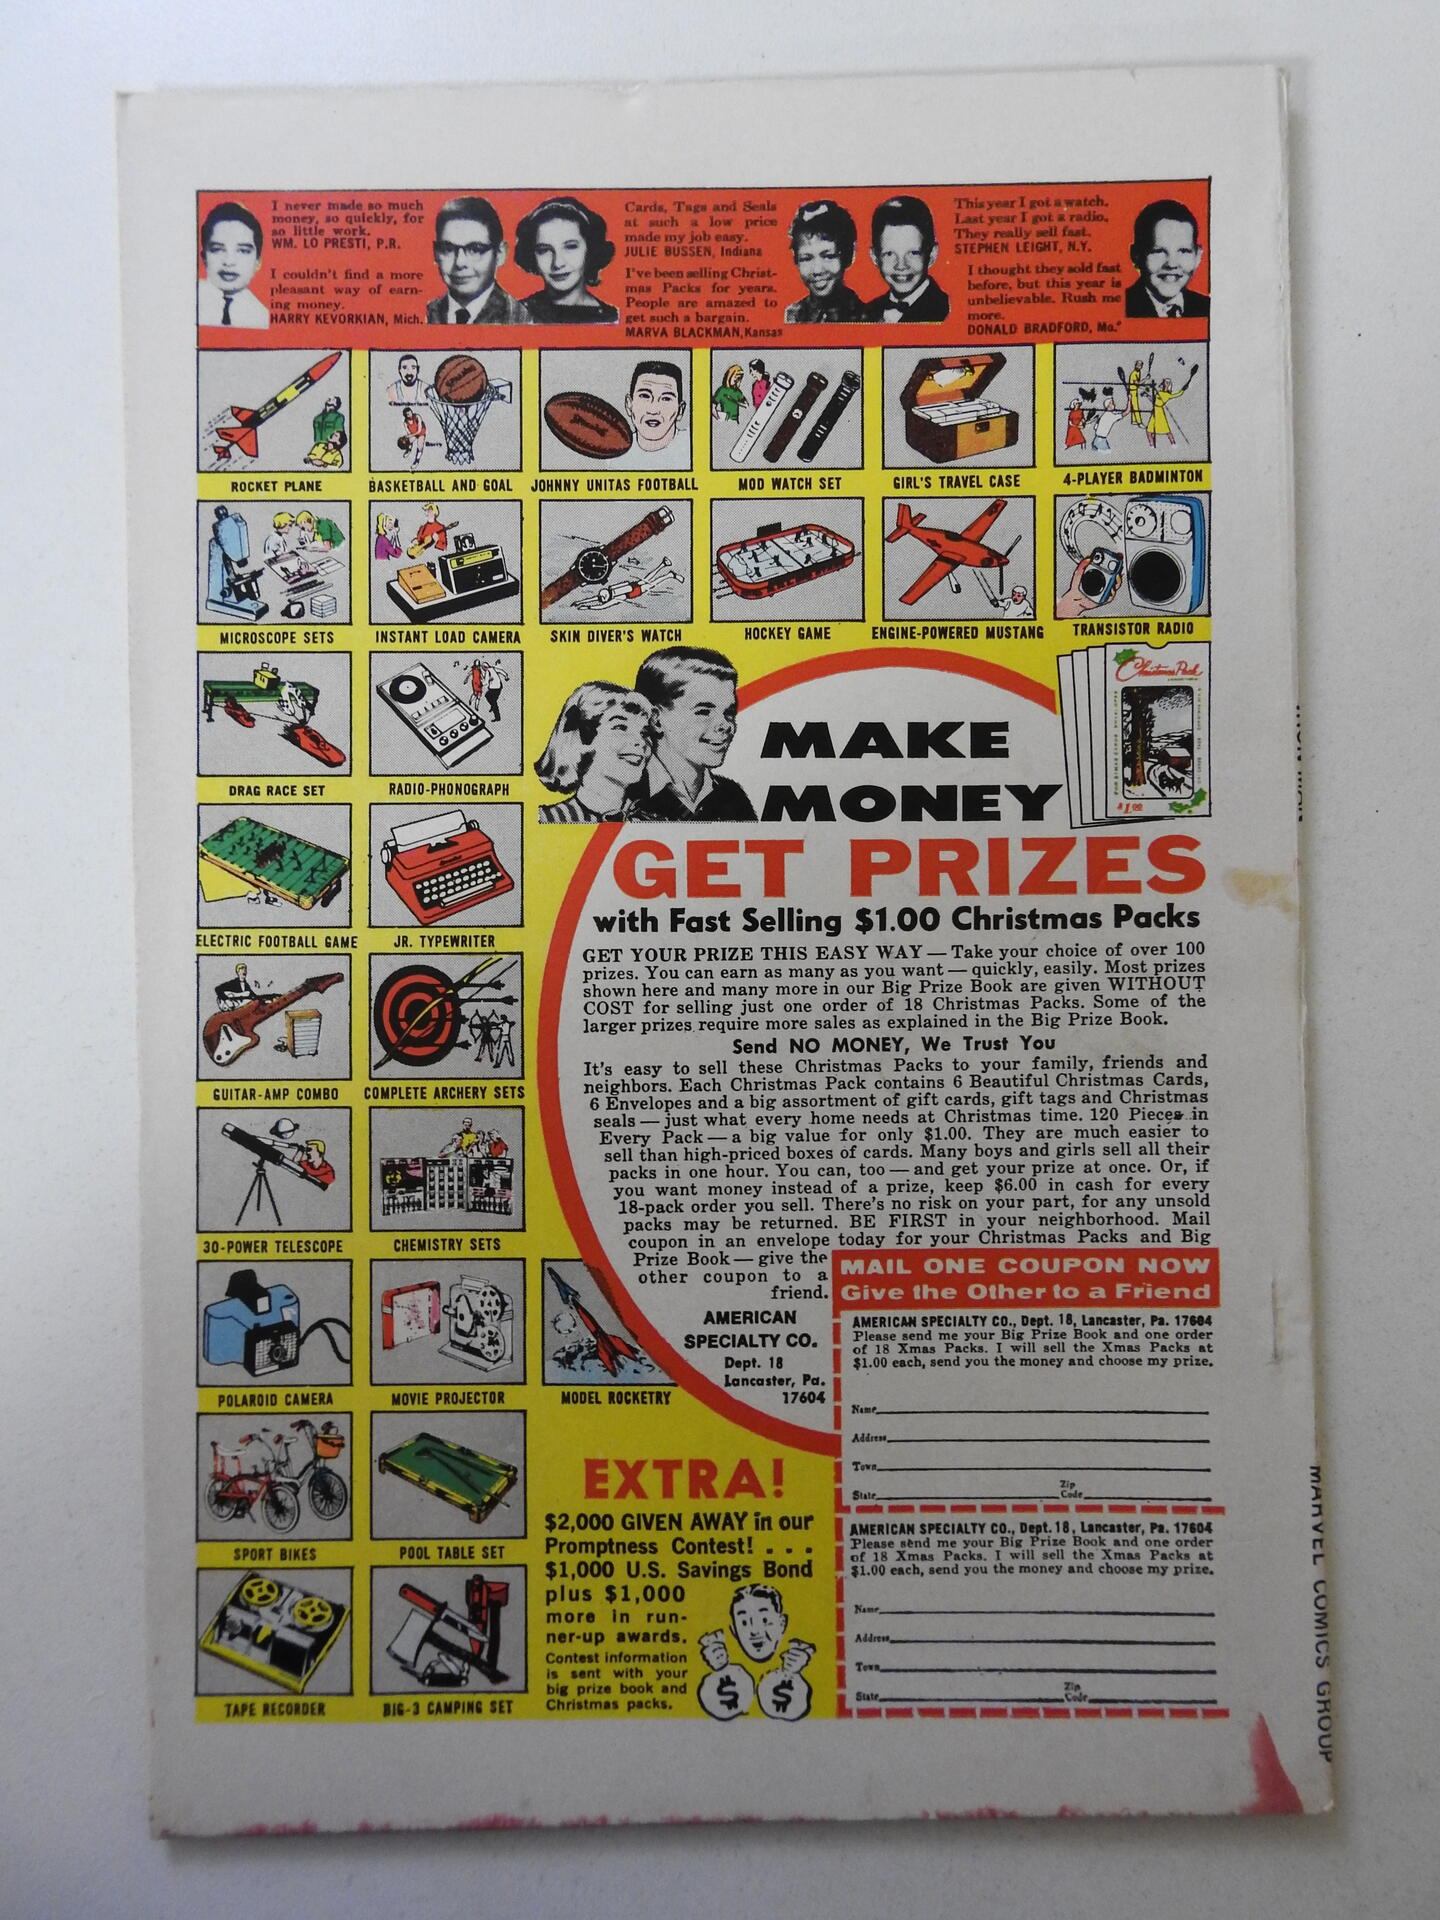 I never made so much
money, so quickly, for
so little work.
WM. LO PRESTI, P.R.
I couldn't find a more
pleasant way of earn-
ing money.
HARRY KEVORKIAN, Mich.
Cards, Tags and Seals
at such a low price
made my job easy.
JULIE BUSSEN, Indiana
I've been selling Christ-
mas Packs for years.
People are amazed to
get such a bargain.
MARVA BLACKMAN, Kansas
This year I got a watch.
Last year I got a radio.
They really sell fast.
STEPHEN LEIGHT, N.Y.
I thought they sold fast
before, but this year is
unbelievable. Rush me
more.
DONALD BRADFORD, Mo.
ROCKET PLANE
BASKETBALL AND GOAL
JOHNNY UNITAS FOOTBALL
MOD WATCH SET
GIRL'S TRAVEL CASE
4-PLAYER BADMINTON
MICROSCOPE SETS
INSTANT LOAD CAMERA
SKIN DIVER'S WATCH
HOCKEY GAME
ENGINE-POWERED MUSTANG
TRANSISTOR RADIO
DRAG RACE SET
RADIO-PHONOGRAPH
ELECTRIC FOOTBALL GAME
JR. TYPEWRITER
GUITAR-AMP COMBO
COMPLETE ARCHERY SETS
30-POWER TELESCOPE
CHEMISTRY SETS
POLAROID CAMERA
MOVIE PROJECTOR
MODEL ROCKETRY
SPORT BIKES
POOL TABLE SET
TAPE RECORDER
BIG-3 CAMPING SET
Christmas Pack
$1.00
MAKE
MONEY
GET PRIZES
with Fast Selling $1.00 Christmas Packs
GET YOUR PRIZE THIS EASY WAY — Take your choice of over 100
prizes. You can earn as many as you want — quickly, easily. Most prizes
shown here and many more in our Big Prize Book are given WITHOUT
COST for selling just one order of 18 Christmas Packs. Some of the
larger prizes require more sales as explained in the Big Prize Book.
Send NO MONEY, We Trust You
It's easy to sell these Christmas Packs to your family, friends and
neighbors. Each Christmas Pack contains 6 Beautiful Christmas Cards,
6 Envelopes and a big assortment of gift cards, gift tags and Christmas
seals — just what every home needs at Christmas time. 120 Pieces in
Every Pack — a big value for only $1.00. They are much easier to
sell than high-priced boxes of cards. Many boys and girls sell all their
packs in one hour. You can, too — and get your prize at once. Or, if
you want money instead of a prize, keep $6.00 in cash for every
18-pack order you sell. There's no risk on your part, for any unsold
packs may be returned. BE FIRST in your neighborhood. Mail
coupon in an envelope today for your Christmas Packs and Big
Prize Book — give the
other coupon to a
friend.
AMERICAN
SPECIALTY CO.
Dept. 18
Lancaster, Pa.
17604
EXTRA!
$2,000 GIVEN AWAY in our
Promptness Contest! . . .
$1,000 U.S. Savings Bond
plus $1,000
more in run-
ner-up awards.
Contest information
is sent with your
big prize book and
Christmas packs.
$ $
MAIL ONE COUPON NOW
Give the Other to a Friend
AMERICAN SPECIALTY CO., Dept. 18, Lancaster, Pa. 17604
Please send me your Big Prize Book and one order
of 18 Xmas Packs. I will sell the Xmas Packs at
$1.00 each, send you the money and choose my prize.
Name
Address
Town
State Zip Code
AMERICAN SPECIALTY CO., Dept. 18, Lancaster, Pa. 17604
Please send me your Big Prize Book and one order
of 18 Xmas Packs. I will sell the Xmas Packs at
$1.00 each, send you the money and choose my prize.
Name
Address
Town
State Zip Code
MARVEL COMICS GROUP